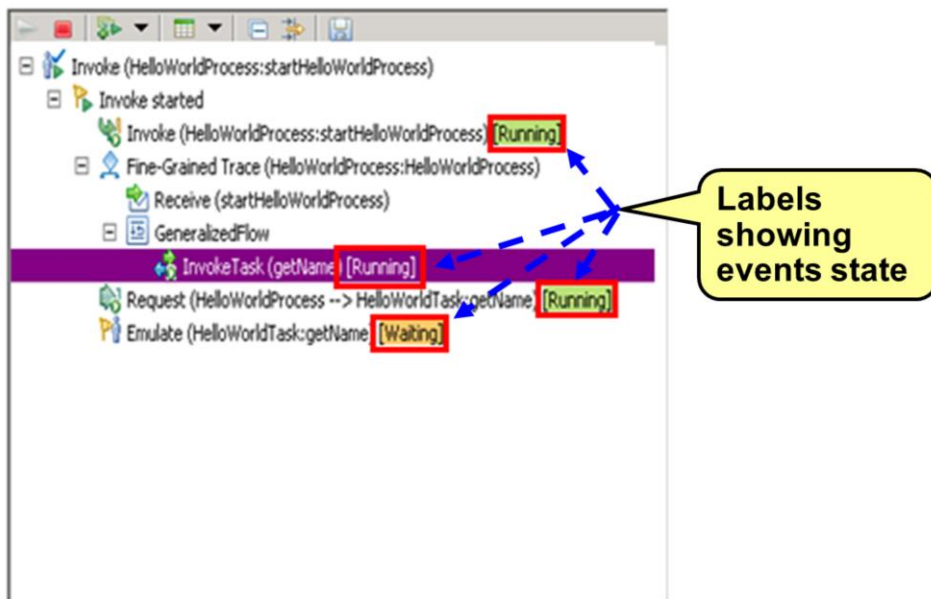 Invoke (HelloWorldProcess:startHelloWorldProcess)
Invoke started
Invoke (HelloWorldProcess:startHelloWorldProcess) [Running]
Fine-Grained Trace (HelloWorldProcess:HelloWorldProcess)
Receive (startHelloWorldProcess)
GeneralizedFlow
InvokeTask (getName) [Running]
Request (HelloWorldProcess --> HelloWorldTask:getName) [Running]
Emulate (HelloWorldTask:getName) [Waiting]
Labels
showing
events state